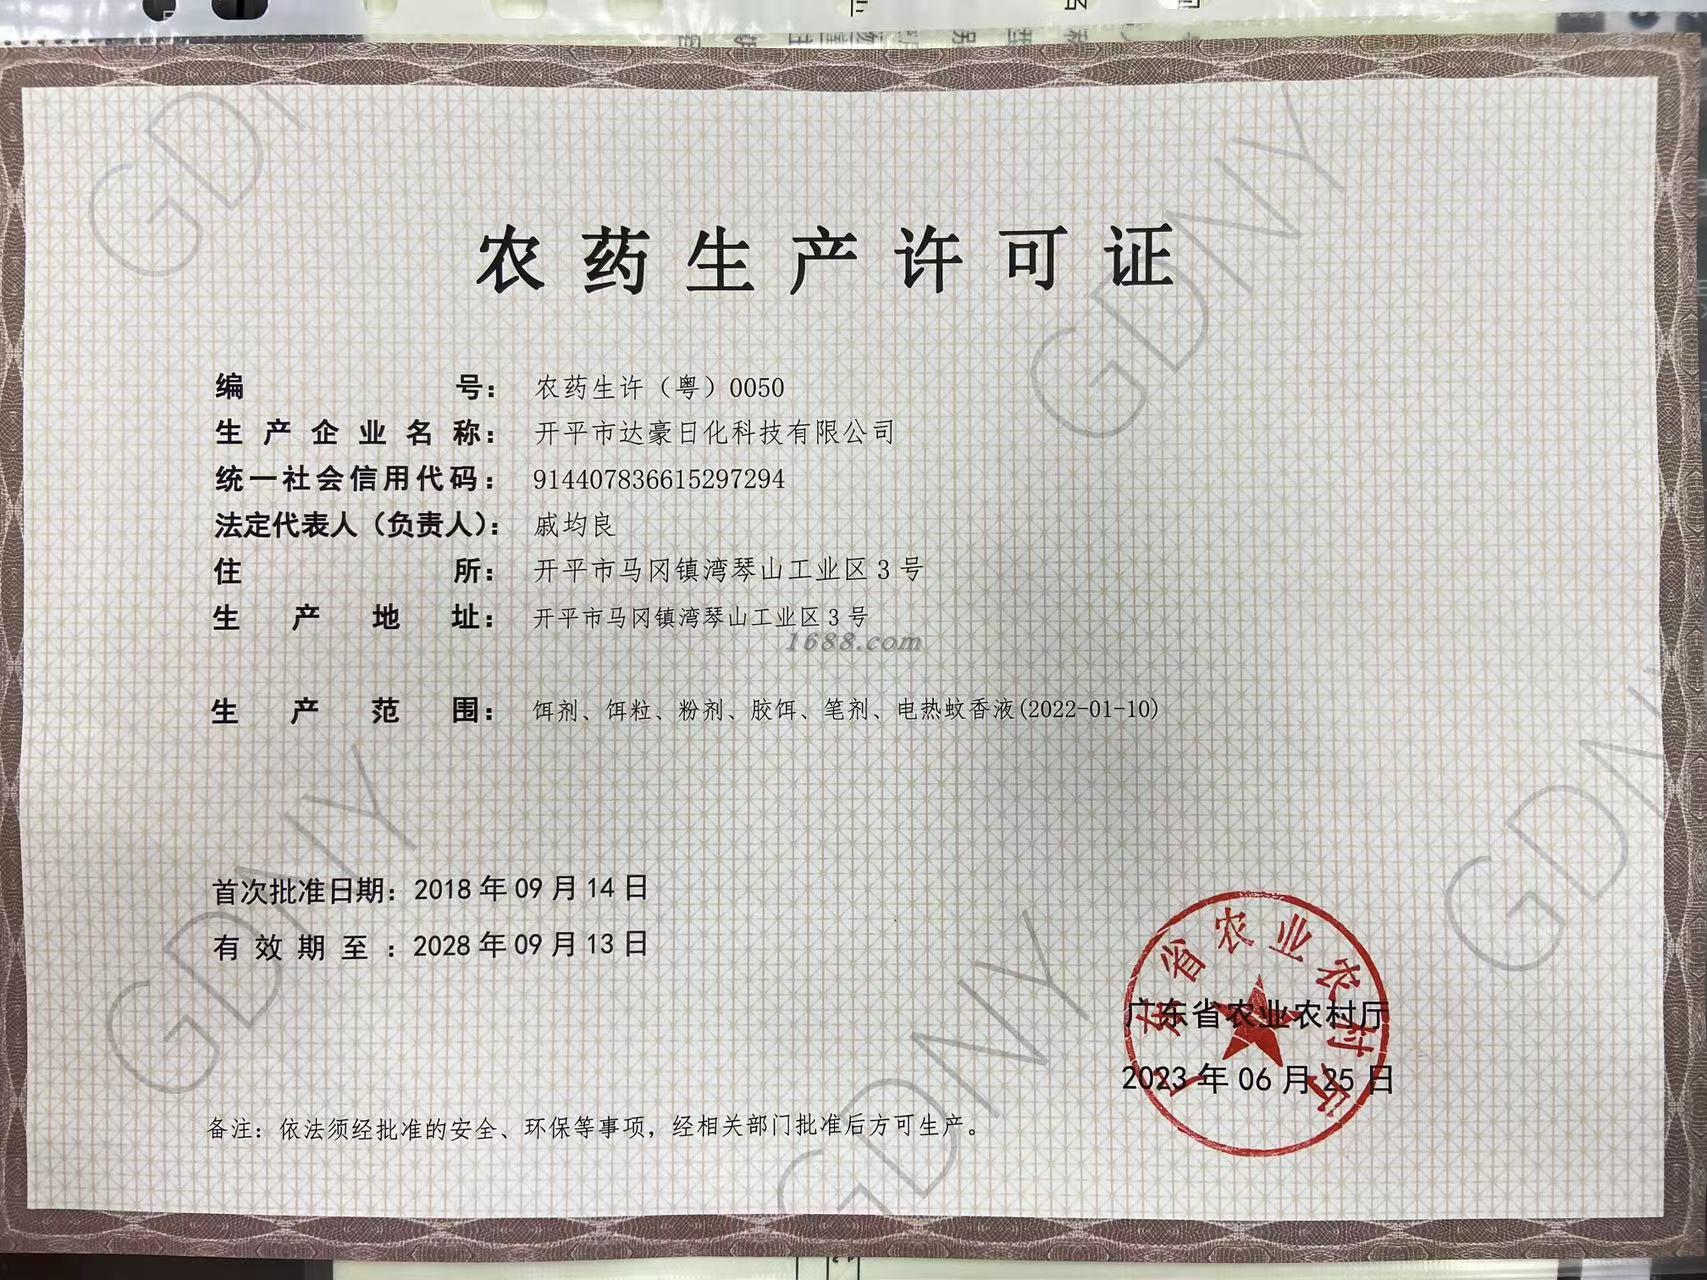 农药生产许可证
编号：农药生许（粤）0050
生产企业名称：开平市达豪日化科技有限公司
统一社会信用代码：914407836615297294
法定代表人（负责人）：戚均良
住所：开平市马冈镇湾琴山工业区3号
生产地址：开平市马冈镇湾琴山工业区3号
1688.com
生产范围：饵剂、饵粒、粉剂、胶饵、笔剂、电热蚊香液(2022-01-10)
首次批准日期：2018年09月14日
有效期至：2028年09月13日
广东省农业农村厅
广东省农业农村厅
2023年06月25日
备注：依法须经批准的安全、环保等事项，经相关部门批准后方可生产。
GDNY
GDNY
GDNY
GDNY
GDNY